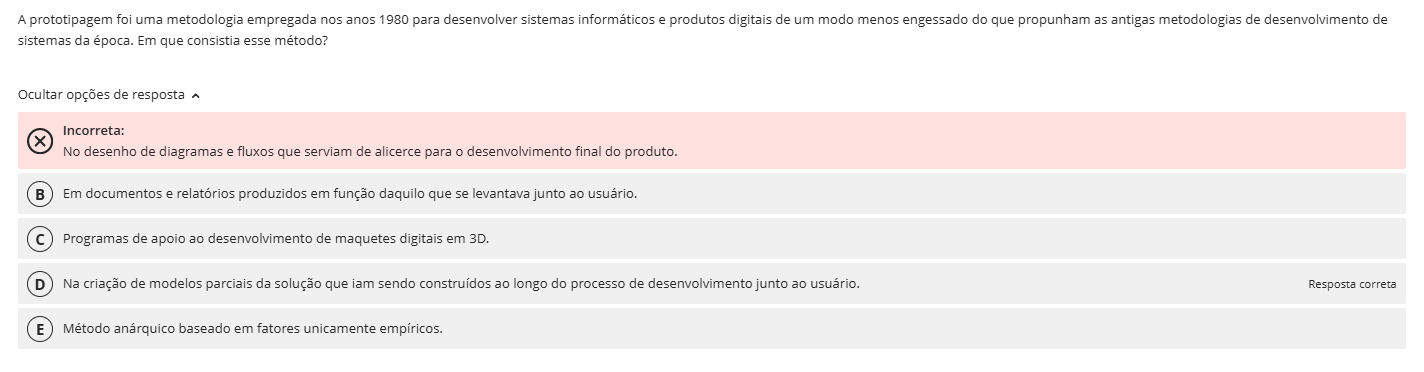 A prototipagem foi uma metodologia empregada nos anos 1980 para desenvolver sistemas informáticos e produtos digitais de um modo menos engessado do que propunham as antigas metodologias de desenvolvimento de
sistemas da época. Em que consistia esse método?
Ocultar opções de resposta
Incorreta:
No desenho de diagramas e fluxos que serviam de alicerce para o desenvolvimento final do produto.
B Em documentos e relatórios produzidos em função daquilo que se levantava junto ao usuário.
C Programas de apoio ao desenvolvimento de maquetes digitais em 3D.
D Na criação de modelos parciais da solução que iam sendo construídos ao longo do processo de desenvolvimento junto ao usuário. Resposta correta
E Método anárquico baseado em fatores unicamente empíricos.